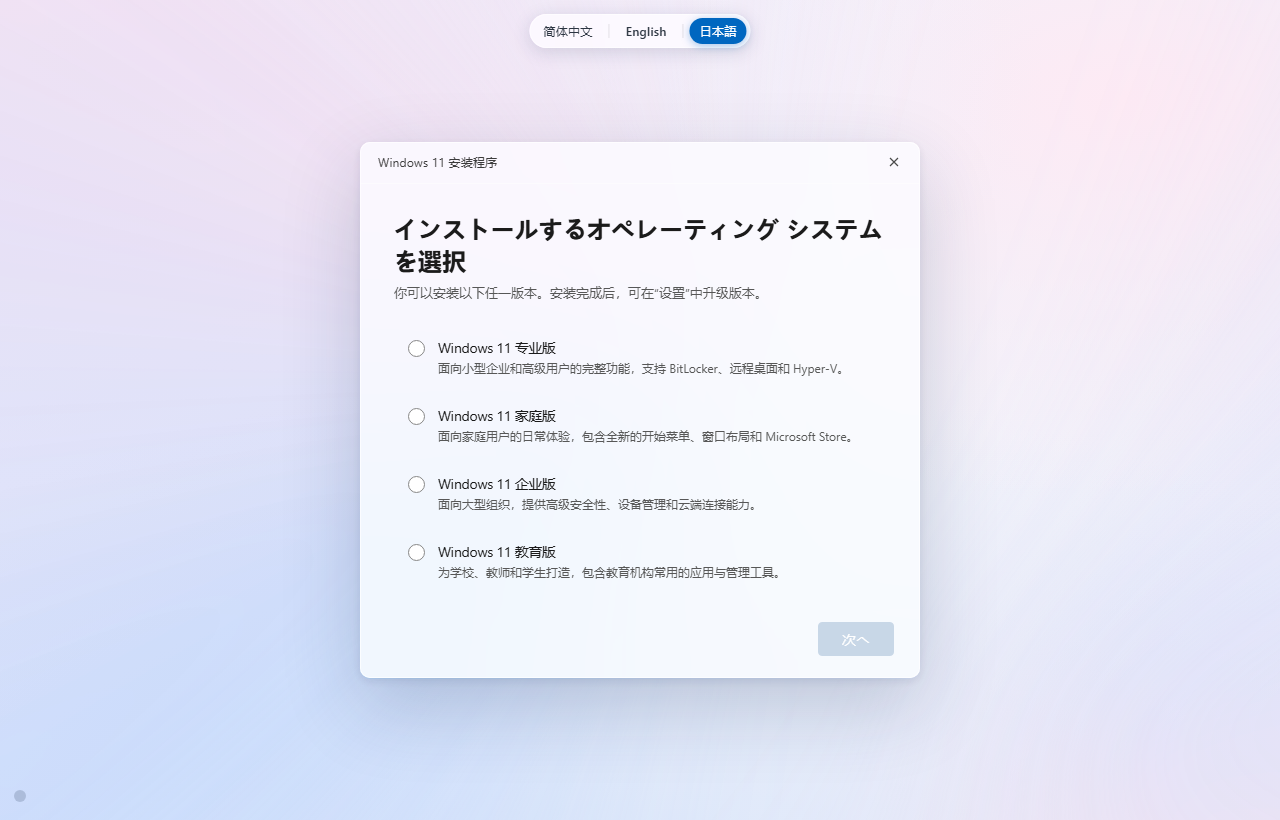 简体中文
English
日本語
Windows 11 安装程序
インストールするオペレーティング システム
を選択
你可以安装以下任一版本。安装完成后，可在“设置”中升级版本。
Windows 11 专业版
面向小型企业和高级用户的完整功能，支持 BitLocker、远程桌面和 Hyper-V。
Windows 11 家庭版
面向家庭用户的日常体验，包含全新的开始菜单、窗口布局和 Microsoft Store。
Windows 11 企业版
面向大型组织，提供高级安全性、设备管理和云端连接能力。
Windows 11 教育版
为学校、教师和学生打造，包含教育机构常用的应用与管理工具。
次へ